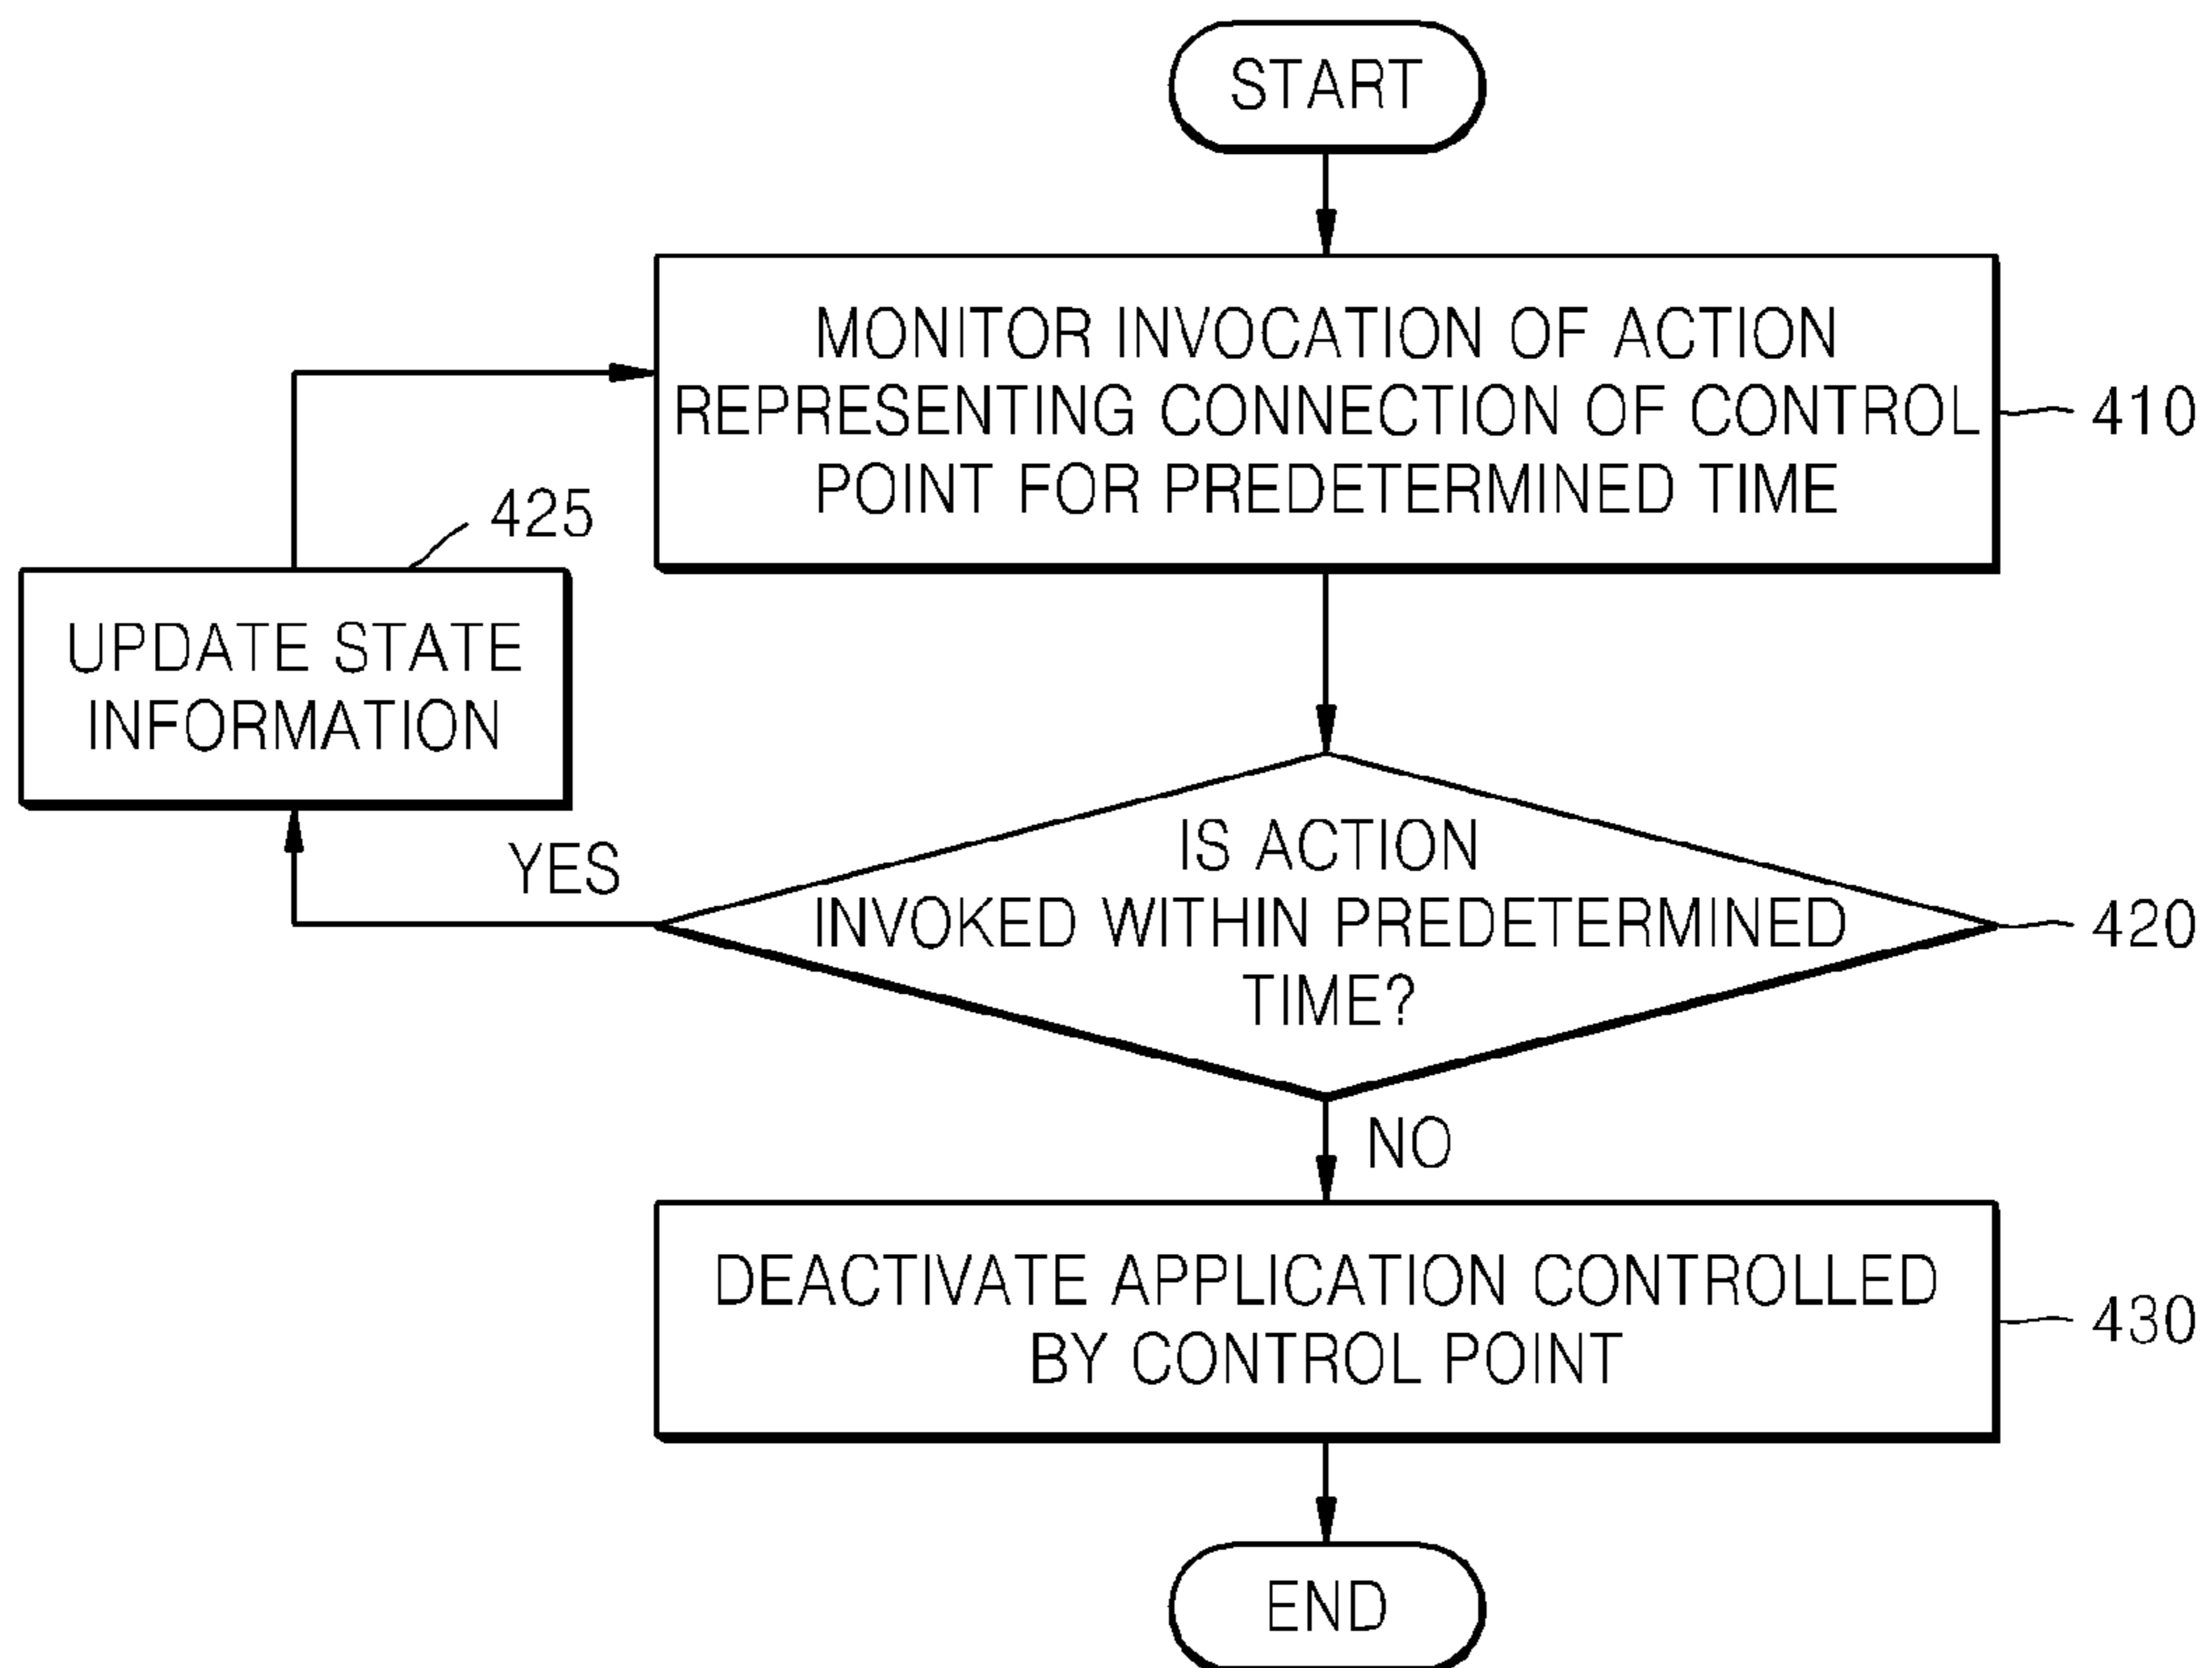 START
MONITOR INVOCATION OF ACTION
REPRESENTING CONNECTION OF CONTROL
POINT FOR PREDETERMINED TIME
410
425
UPDATE STATE
INFORMATION
YES
IS ACTION
INVOKED WITHIN PREDETERMINED
TIME?
420
NO
DEACTIVATE APPLICATION CONTROLLED
BY CONTROL POINT
430
END